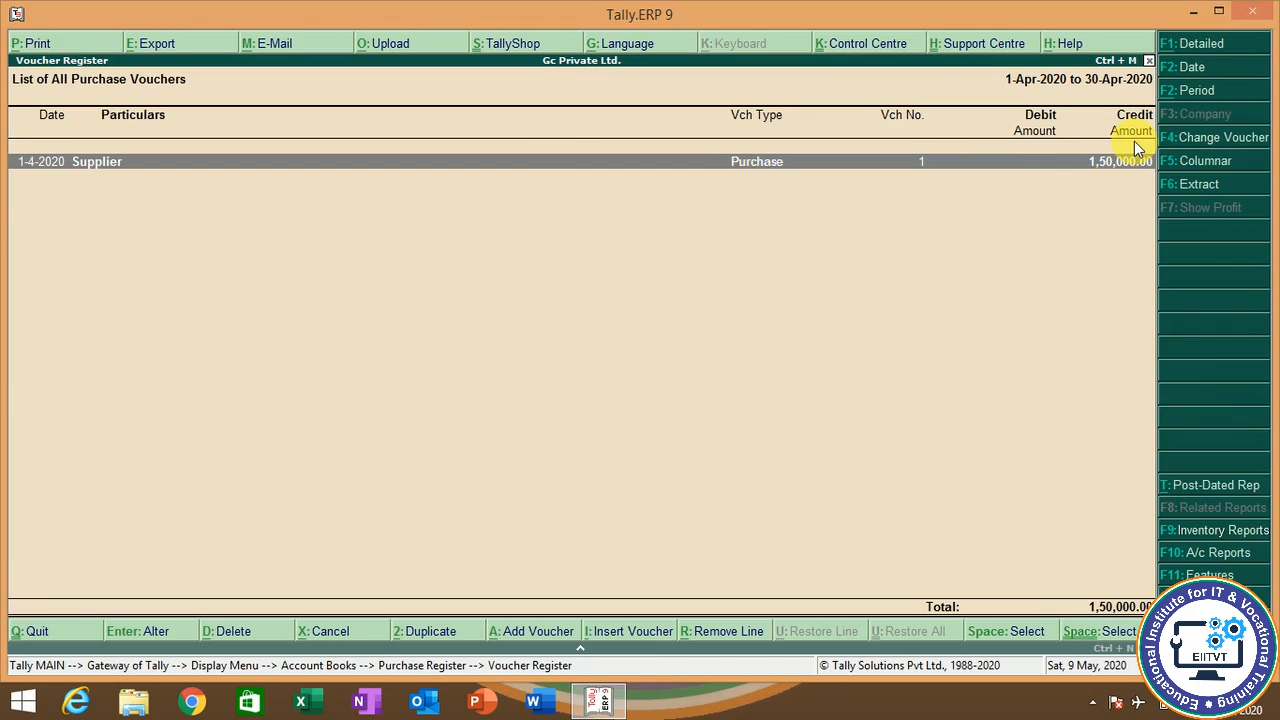 Tally.ERP 9
P: Print E: Export M: E-Mail O: Upload S: TallyShop G: Language K: Keyboard K: Control Centre H: Support Centre H: Help
Voucher Register Gc Private Ltd. Ctrl + M
List of All Purchase Vouchers 1-Apr-2020 to 30-Apr-2020
Date Particulars Vch Type Vch No. Debit Credit
Amount Amount
1-4-2020 Supplier Purchase 1 1,50,000.00
F1: Detailed
F2: Date
F2: Period
F3: Company
F4: Change Voucher
F5: Columnar
F6: Extract
F7: Show Profit
T: Post-Dated Rep
F8: Related Reports
F9: Inventory Reports
F10: A/c Reports
F11: Features
Total: 1,50,000.00
Q: Quit Enter: Alter D: Delete X: Cancel 2: Duplicate A: Add Voucher I: Insert Voucher R: Remove Line U: Restore Line U: Restore All Space: Select Space: Select
Ctrl + N
Tally MAIN --> Gateway of Tally --> Display Menu --> Account Books --> Purchase Register --> Voucher Register © Tally Solutions Pvt Ltd., 1988-2020 Sat, 9 May, 2020
Educational Institute for IT & Vocational Training
EIITVT
2020